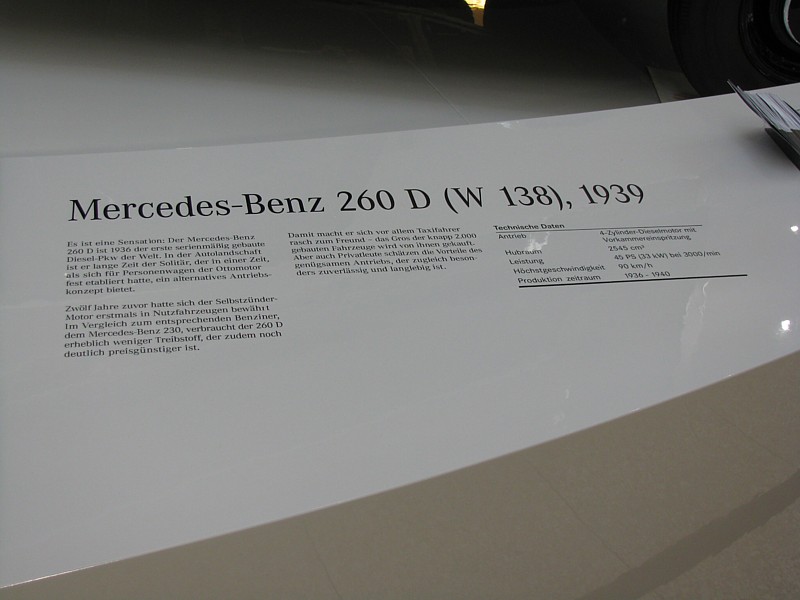 Mercedes-Benz 260 D (W 138), 1939
Es ist eine Sensation: Der Mercedes-Benz
260 D ist 1936 der erste serienmäßig gebaute
Diesel-Pkw der Welt. In der Autolandschaft
ist er lange Zeit der Solitär, der in einer Zeit,
als sich für Personenwagen der Ottomotor
fest etabliert hatte, ein alternatives Antriebs-
konzept bietet.
Zwölf Jahre zuvor hatte sich der Selbstzünder-
Motor erstmals in Nutzfahrzeugen bewährt
Im Vergleich zum entsprechenden Benziner,
dem Mercedes-Benz 230, verbraucht der 260 D
erheblich weniger Treibstoff, der zudem noch
deutlich preisgünstiger ist.
Damit macht er sich vor allem Taxifahrer
rasch zum Freund – das Gros der knapp 2.000
gebauten Fahrzeuge wird von ihnen gekauft.
Aber auch Privatleute schätzen die Vorteile des
genügsamen Antriebs, der zugleich beson-
ders zuverlässig und langlebig ist.
Technische Daten
Antrieb 4-Zylinder-Dieselmotor mit
Vorkammereinspritzung
Hubraum 2545 cm³
Leistung 45 PS (33 kW) bei 3000/min
Höchstgeschwindigkeit 90 km/h
Produktion zeitraum 1936 - 1940